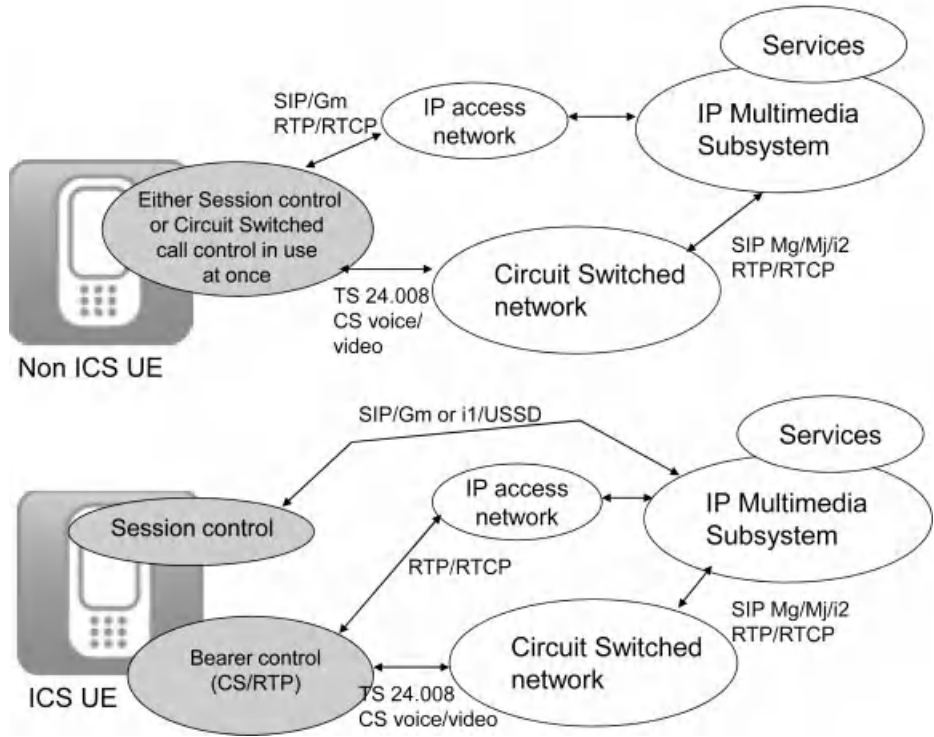 Services
IP Multimedia
Subsystem
SIP/Gm
RTP/RTCP
IP access
network
Either Session control
or Circuit Switched
call control in use
at once
SIP Mg/Mj/i2
RTP/RTCP
Circuit Switched
network
TS 24.008
CS voice/
video
Non ICS UE
SIP/Gm or i1/USSD
Services
IP access
network
IP Multimedia
Subsystem
Session control
RTP/RTCP
SIP Mg/Mj/i2
RTP/RTCP
Circuit Switched
network
Bearer control
(CS/RTP)
TS 24.008
CS voice/video
ICS UE